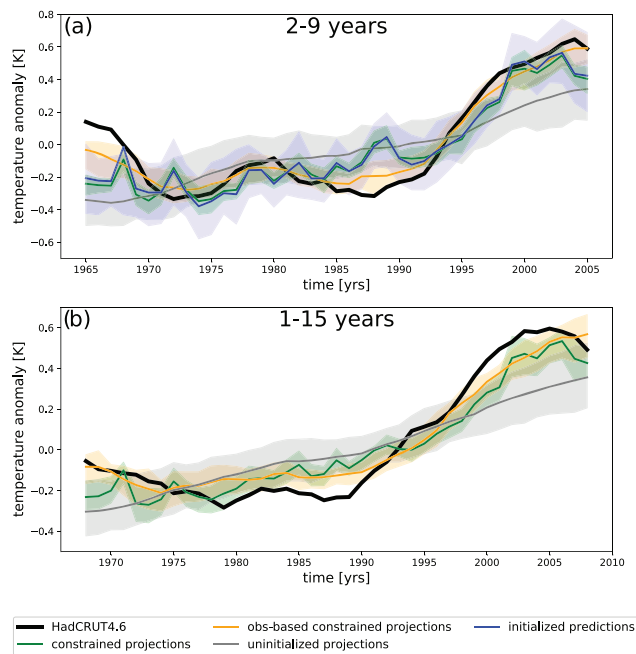 (a)
2-9 years
temperature anomaly [K]
0.8
0.6
0.4
0.2
0.0
−0.2
−0.4
−0.6
1965 1970 1975 1980 1985 1990 1995 2000 2005
time [yrs]
(b)
1-15 years
temperature anomaly [K]
0.6
0.4
0.2
0.0
−0.2
−0.4
1970 1975 1980 1985 1990 1995 2000 2005 2010
time [yrs]
HadCRUT4.6 obs-based constrained projections initialized predictions
constrained projections uninitialized projections